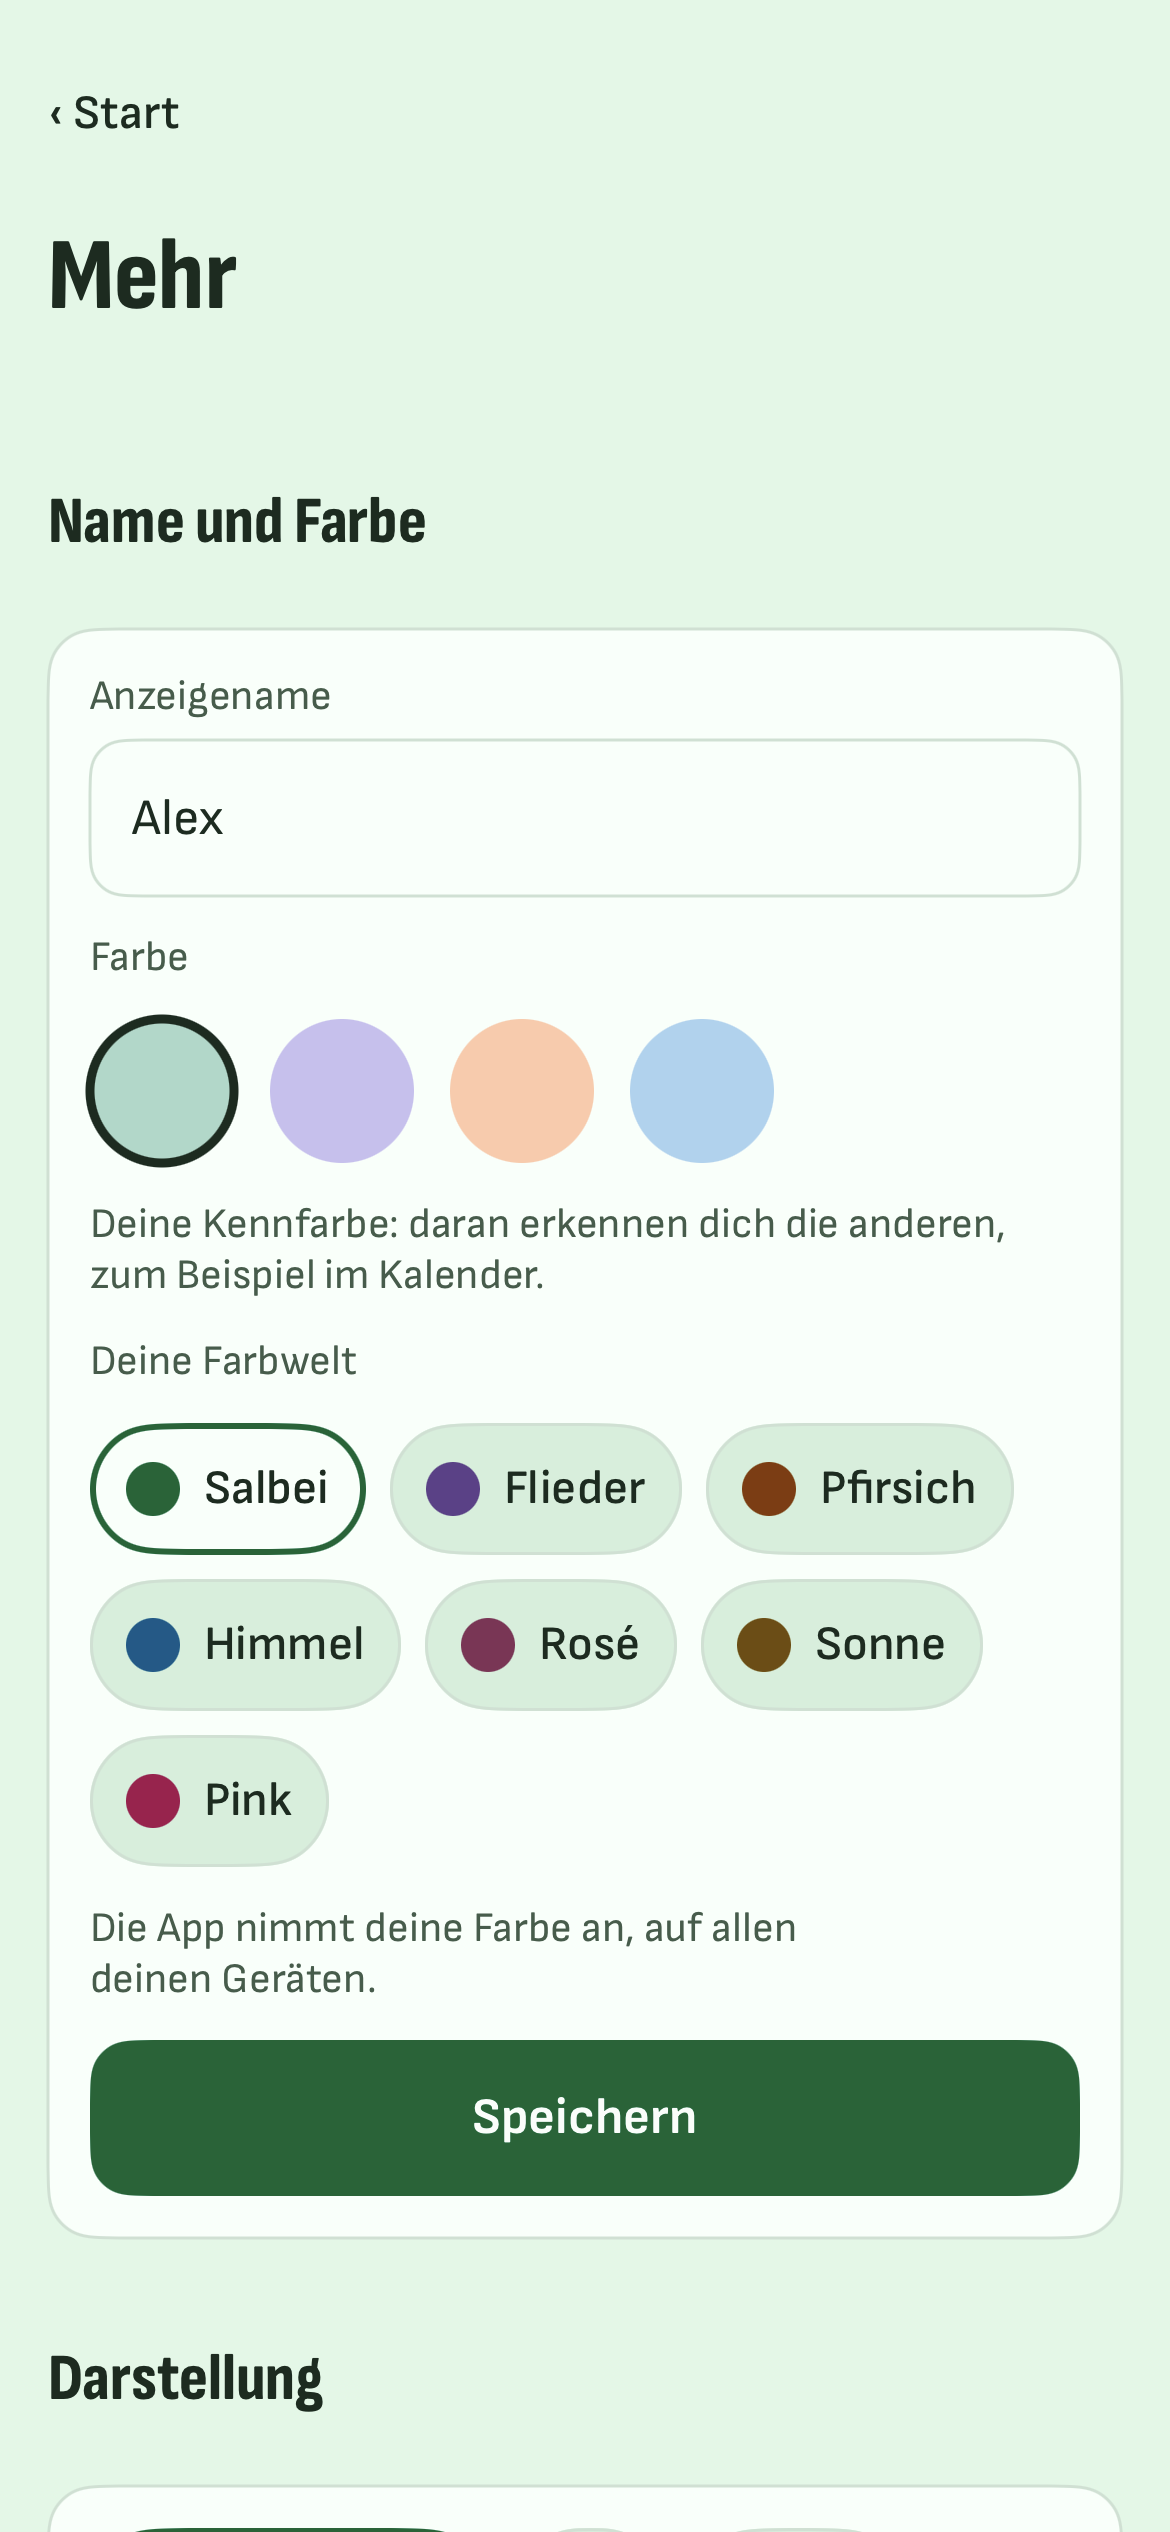 ‹ Start
Mehr
Name und Farbe
Anzeigename
Alex
Farbe
Deine Kennfarbe: daran erkennen dich die anderen,
zum Beispiel im Kalender.
Deine Farbwelt
Salbei Flieder Pfirsich
Himmel Rosé Sonne
Pink
Die App nimmt deine Farbe an, auf allen
deinen Geräten.
Speichern
Darstellung